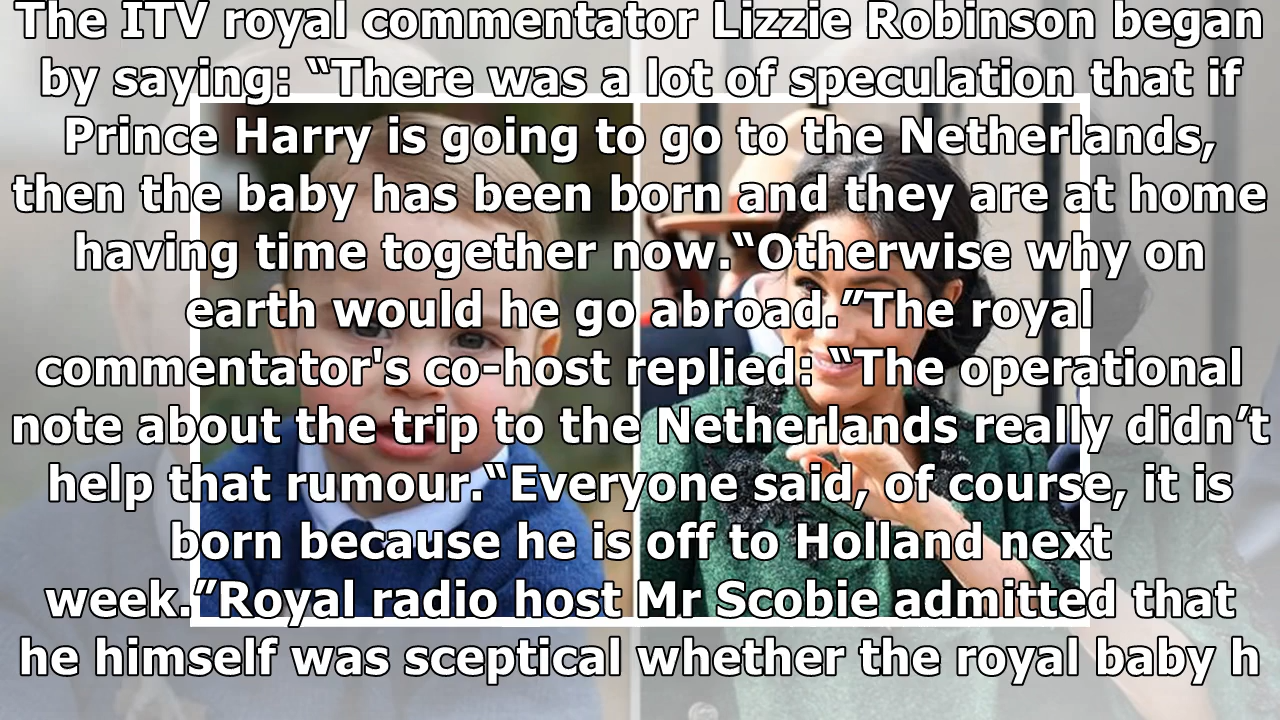 The ITV royal commentator Lizzie Robinson began
by saying: “There was a lot of speculation that if
Prince Harry is going to go to the Netherlands,
then the baby has been born and they are at home
having time together now.“Otherwise why on
earth would he go abroad.”The royal
commentator's co-host replied: “The operational
note about the trip to the Netherlands really didn’t
help that rumour.“Everyone said, of course, it is
born because he is off to Holland next
week.”Royal radio host Mr Scobie admitted that
he himself was sceptical whether the royal baby h